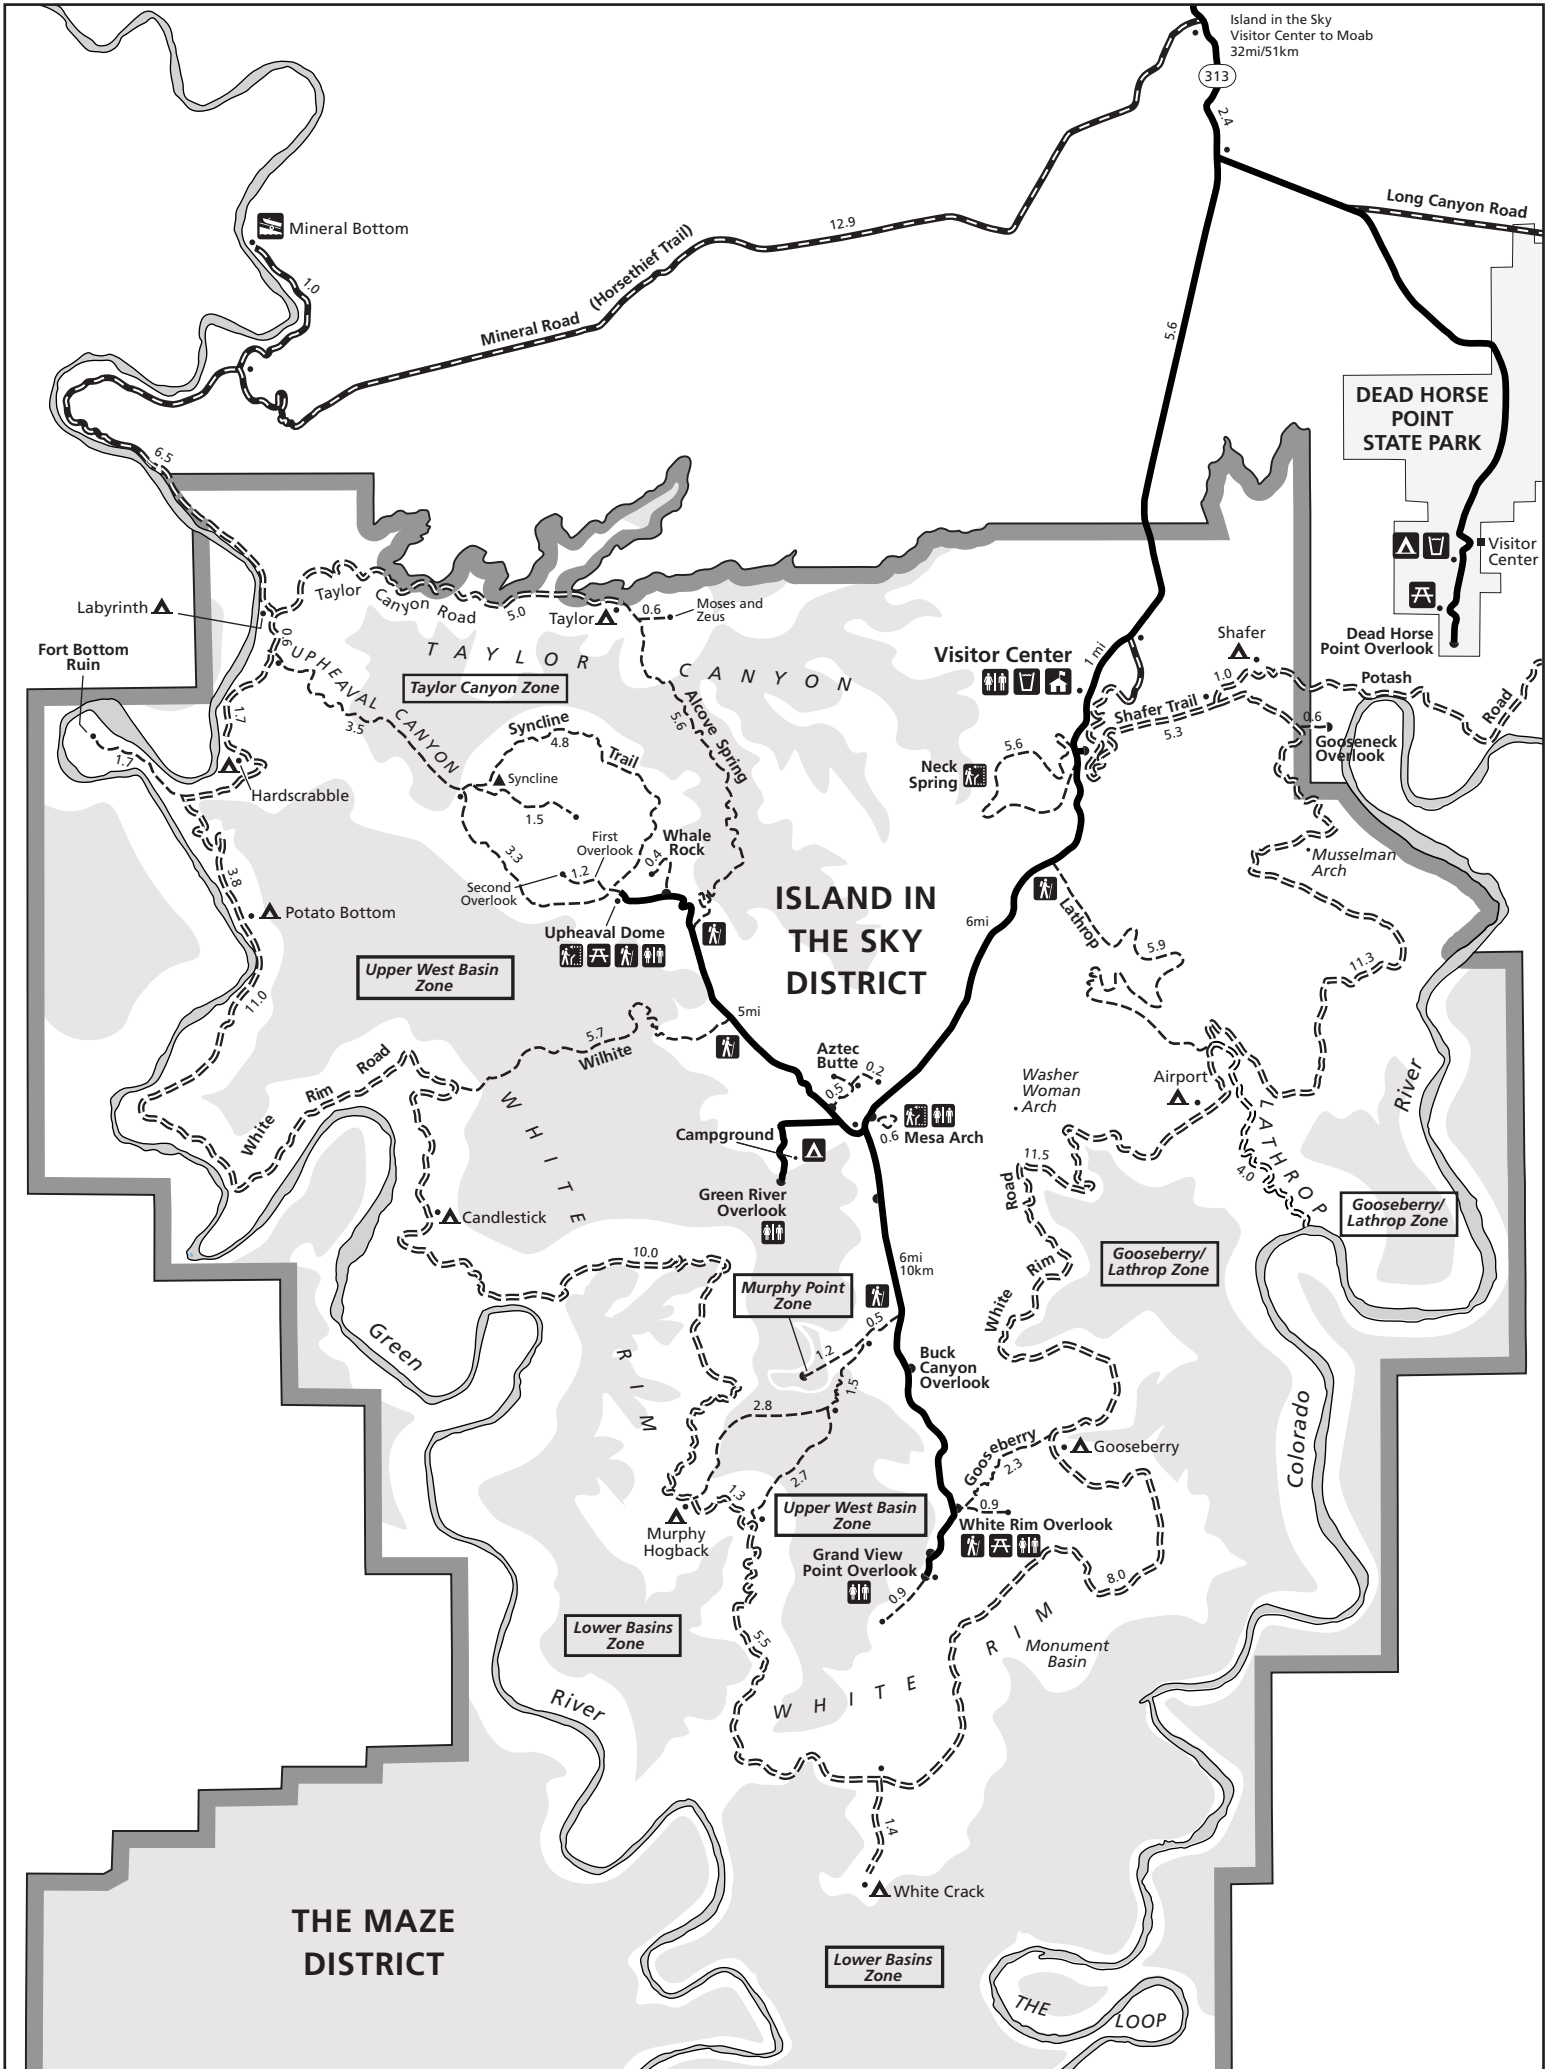 Island in the Sky
Visitor Center to Moab
32mi/51km
313
2.4
Long Canyon Road
Mineral Bottom
1.0
12.9
(Horsethief Trail)
Mineral Road
5.6
DEAD HORSE
POINT
STATE PARK
6.5
Visitor
Center
Labyrinth
Taylor Canyon Road
5.0
Taylor
0.6
Moses and
Zeus
Dead Horse
Point Overlook
Shafer
1 mi
Visitor Center
Fort Bottom
Ruin
0.6
UPHEAVAL CANYON
TAYLOR CANYON
Taylor Canyon Zone
1.0
Potash
Road
Shafer Trail
5.3
0.6
Gooseneck
Overlook
1.7
3.5
Syncline
4.8
Trail
Alcove Spring
5.6
5.6
Neck
Spring
1.7
Hardscrabble
Syncline
1.5
First
Overlook
Whale
Rock
0.4
1.2
3.3
Second
Overlook
Musselman
Arch
3.8
Potato Bottom
Upheaval Dome
ISLAND IN
THE SKY
DISTRICT
6mi
Lathrop
5.9
11.3
Upper West Basin
Zone
11.0
5mi
5.7
Wilhite
Aztec
Butte
0.2
0.5
Washer
Woman
Arch
Airport
River
White Rim Road
Campground
0.6
Mesa Arch
LATHROP
4.0
11.5
Road
Gooseberry/
Lathrop Zone
Candlestick
WHITE
Green River
Overlook
10.0
6mi
10km
Rim
Gooseberry/
Lathrop Zone
Murphy Point
Zone
White
Green
0.5
1.2
Buck
Canyon
Overlook
1.5
RIM
2.8
Gooseberry
2.3
Gooseberry
Colorado
2.7
1.3
0.9
Upper West Basin
Zone
White Rim Overlook
Murphy
Hogback
Grand View
Point Overlook
0.9
8.0
Lower Basins
Zone
5.5
RIM
Monument
Basin
WHITE
River
1.4
White Crack
THE MAZE
DISTRICT
Lower Basins
Zone
THE
LOOP